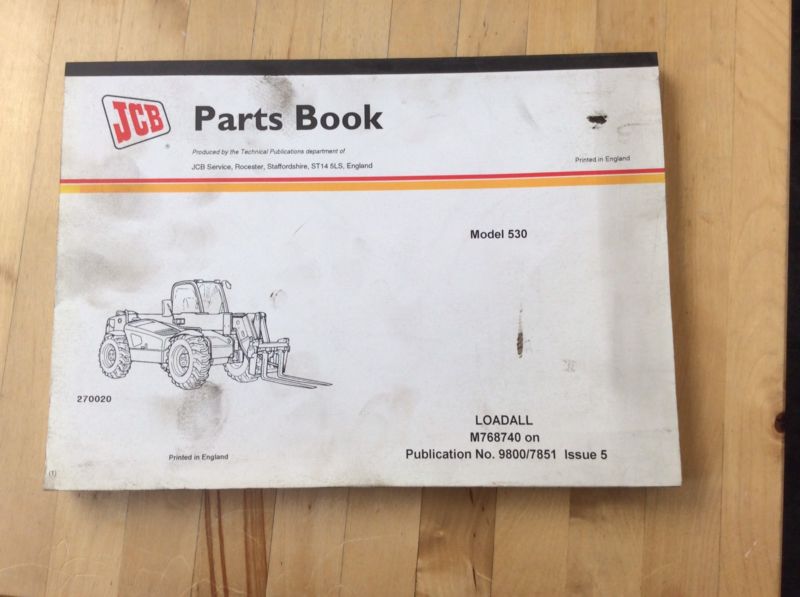 JCB
Parts Book
Produced by the Technical Publications department of
JCB Service, Rocester, Staffordshire, ST14 5LS, England
Printed in England
Model 530
270020
LOADALL
M768740 on
Publication No. 9800/7851 Issue 5
Printed in England
(1)